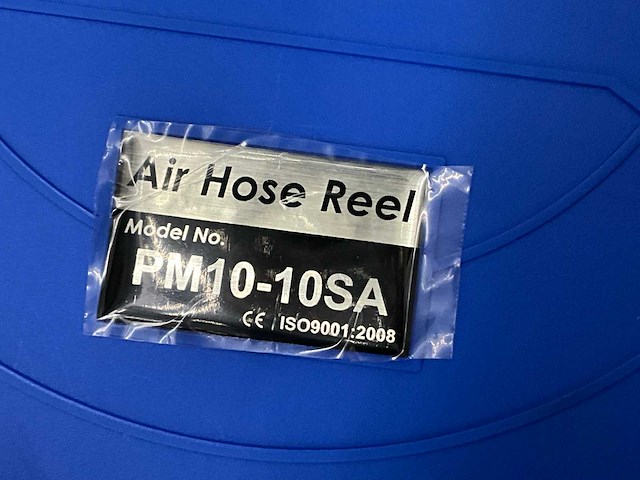 Air Hose Reel
Model No.
PM10-10SA
CE ISO9001:2008